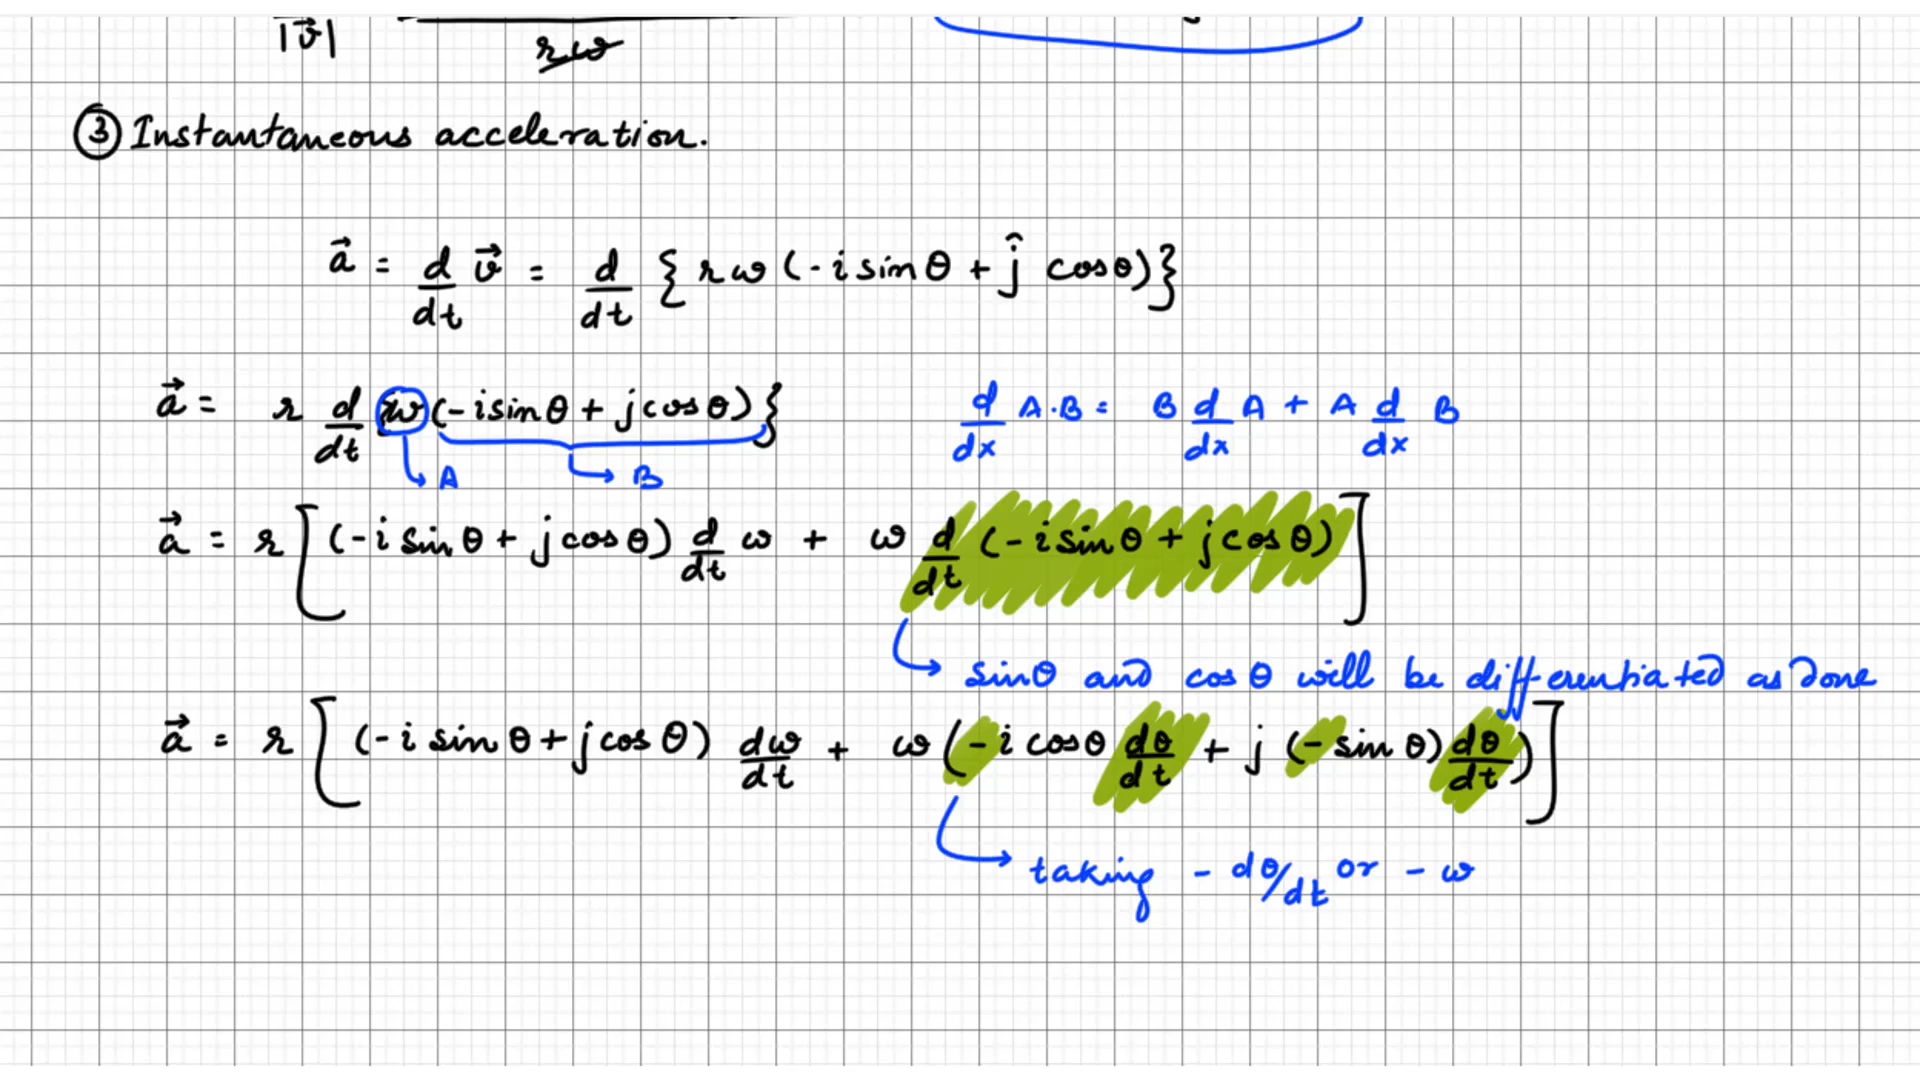 |v⃗|
rω
③ Instantaneous acceleration.
a⃗ = d/dt v⃗ = d/dt { rω (-i sinθ + ĵ cosθ)}
a⃗ = r d/dt {ω (-i sinθ + j cosθ)}
d/dx A·B = B d/dx A + A d/dx B
A B
a⃗ = r [ (-i sinθ + j cosθ) d/dt ω + ω d/dt (-i sinθ + j cosθ) ]
sinθ and cosθ will be differentiated as done
a⃗ = r [ (-i sinθ + j cosθ) dω/dt + ω (-i cosθ dθ/dt + j (-sinθ) dθ/dt) ]
taking - dθ/dt or - ω